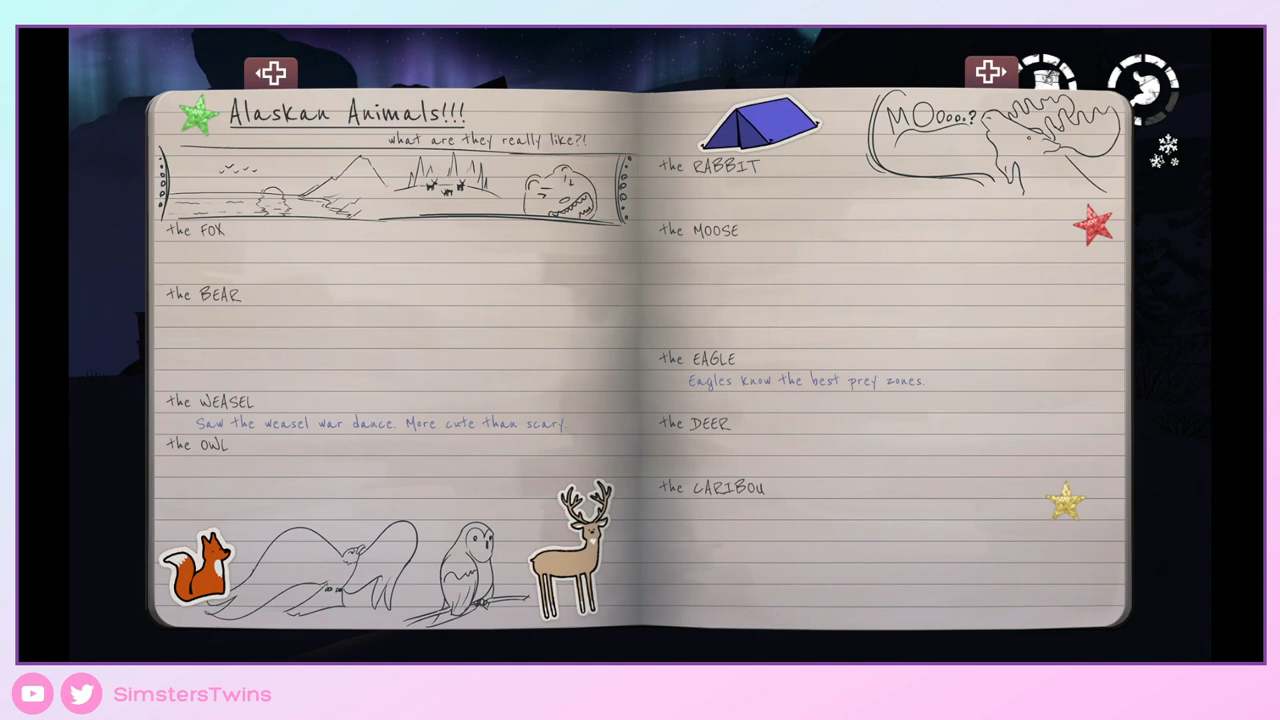 Alaskan Animals!!!
what are they really like?!
the FOX
the BEAR
the WEASEL
Saw the weasel war dance. More cute than scary.
the OWL
MOooo.?
the RABBIT
the MOOSE
the EAGLE
Eagles know the best prey zones.
the DEER
the CARIBOU
SimstersTwins